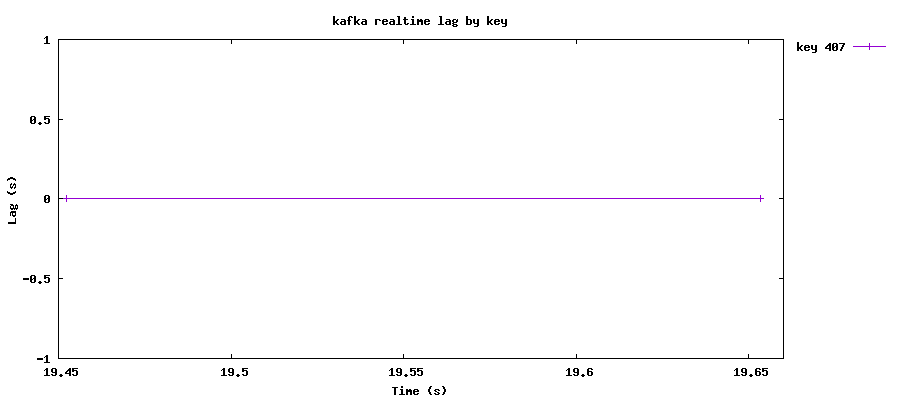 kafka realtime lag by key
key 407
1
0.5
0
-0.5
-1
Lag (s)
19.45 19.5 19.55 19.6 19.65
Time (s)